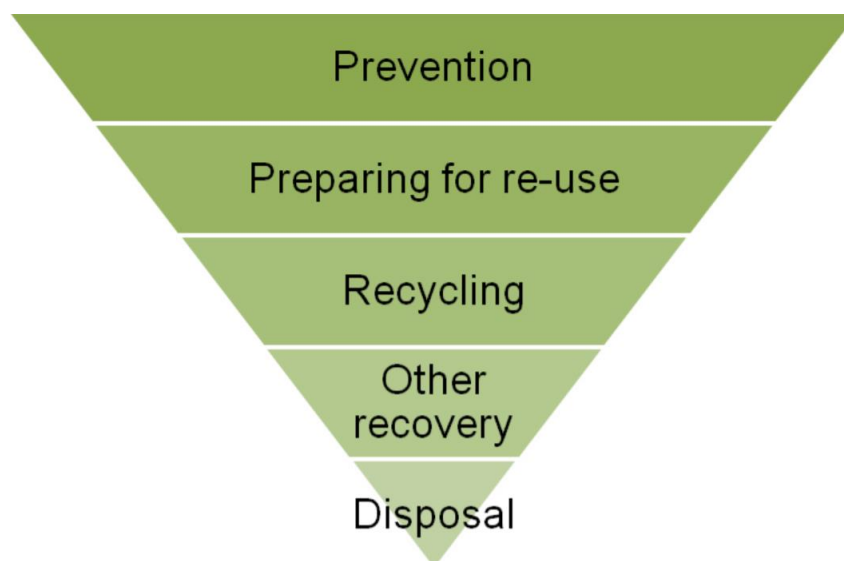 Prevention
Preparing for re-use
Recycling
Other
recovery
Disposal